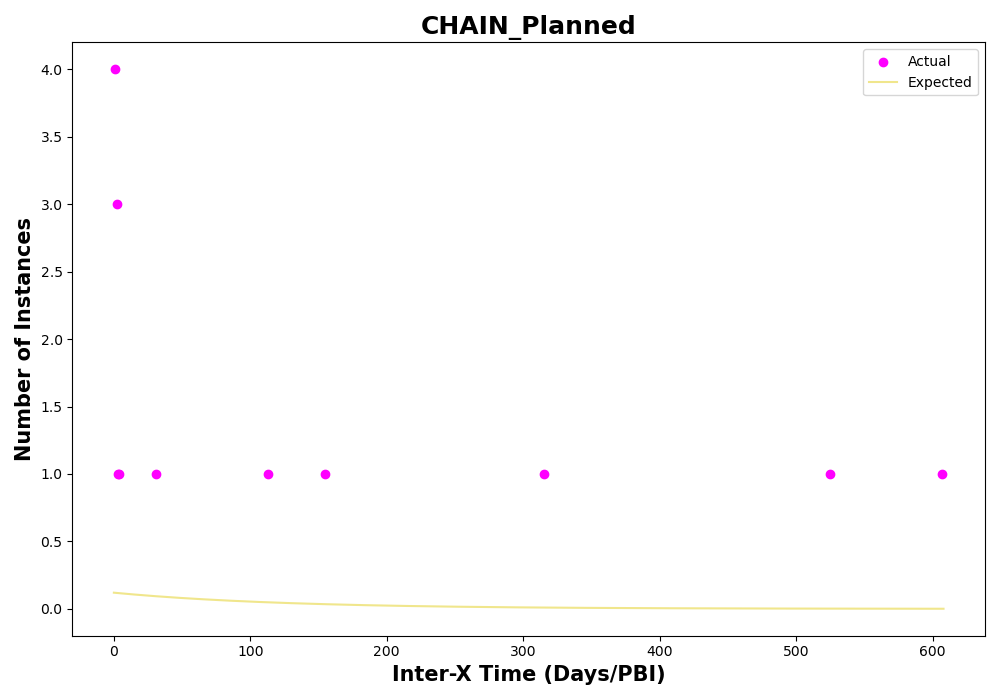 CHAIN_Planned
Actual
Expected
Number of Instances
4.0
3.5
3.0
2.5
2.0
1.5
1.0
0.5
0.0
0 100 200 300 400 500 600
Inter-X Time (Days/PBI)